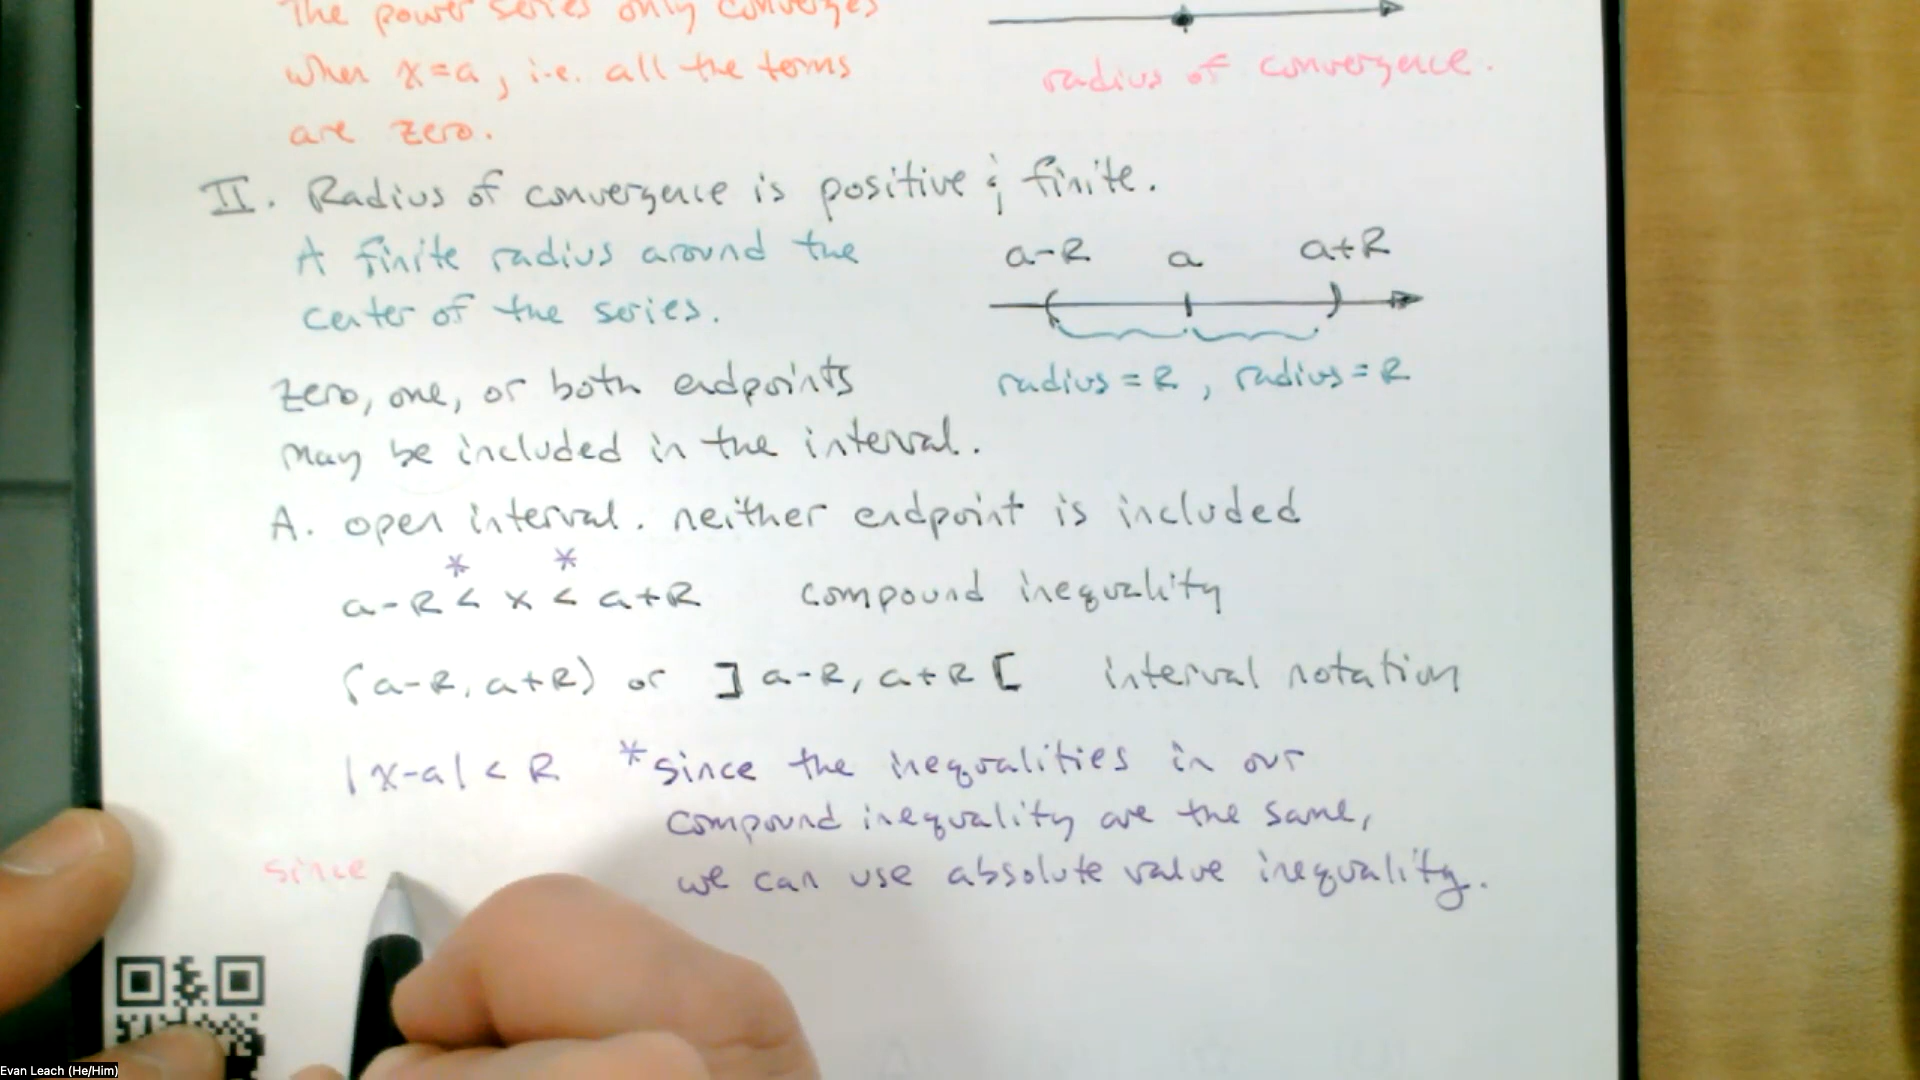 The power series only converges
when x=a, i.e. all the terms
are zero.
radius of convergence.
II. Radius of convergence is positive & finite.
A finite radius around the
center of the series.
a-R a a+R
radius = R, radius = R
zero, one, or both endpoints
may be included in the interval.
A. open interval. neither endpoint is included
* *
a-R < x < a+R compound inequality
(a-R, a+R) or ]a-R, a+R[ interval notation
|x-a| < R *since the inequalities in our
compound inequality are the same,
we can use absolute value inequality.
since
Evan Leach (He/Him)